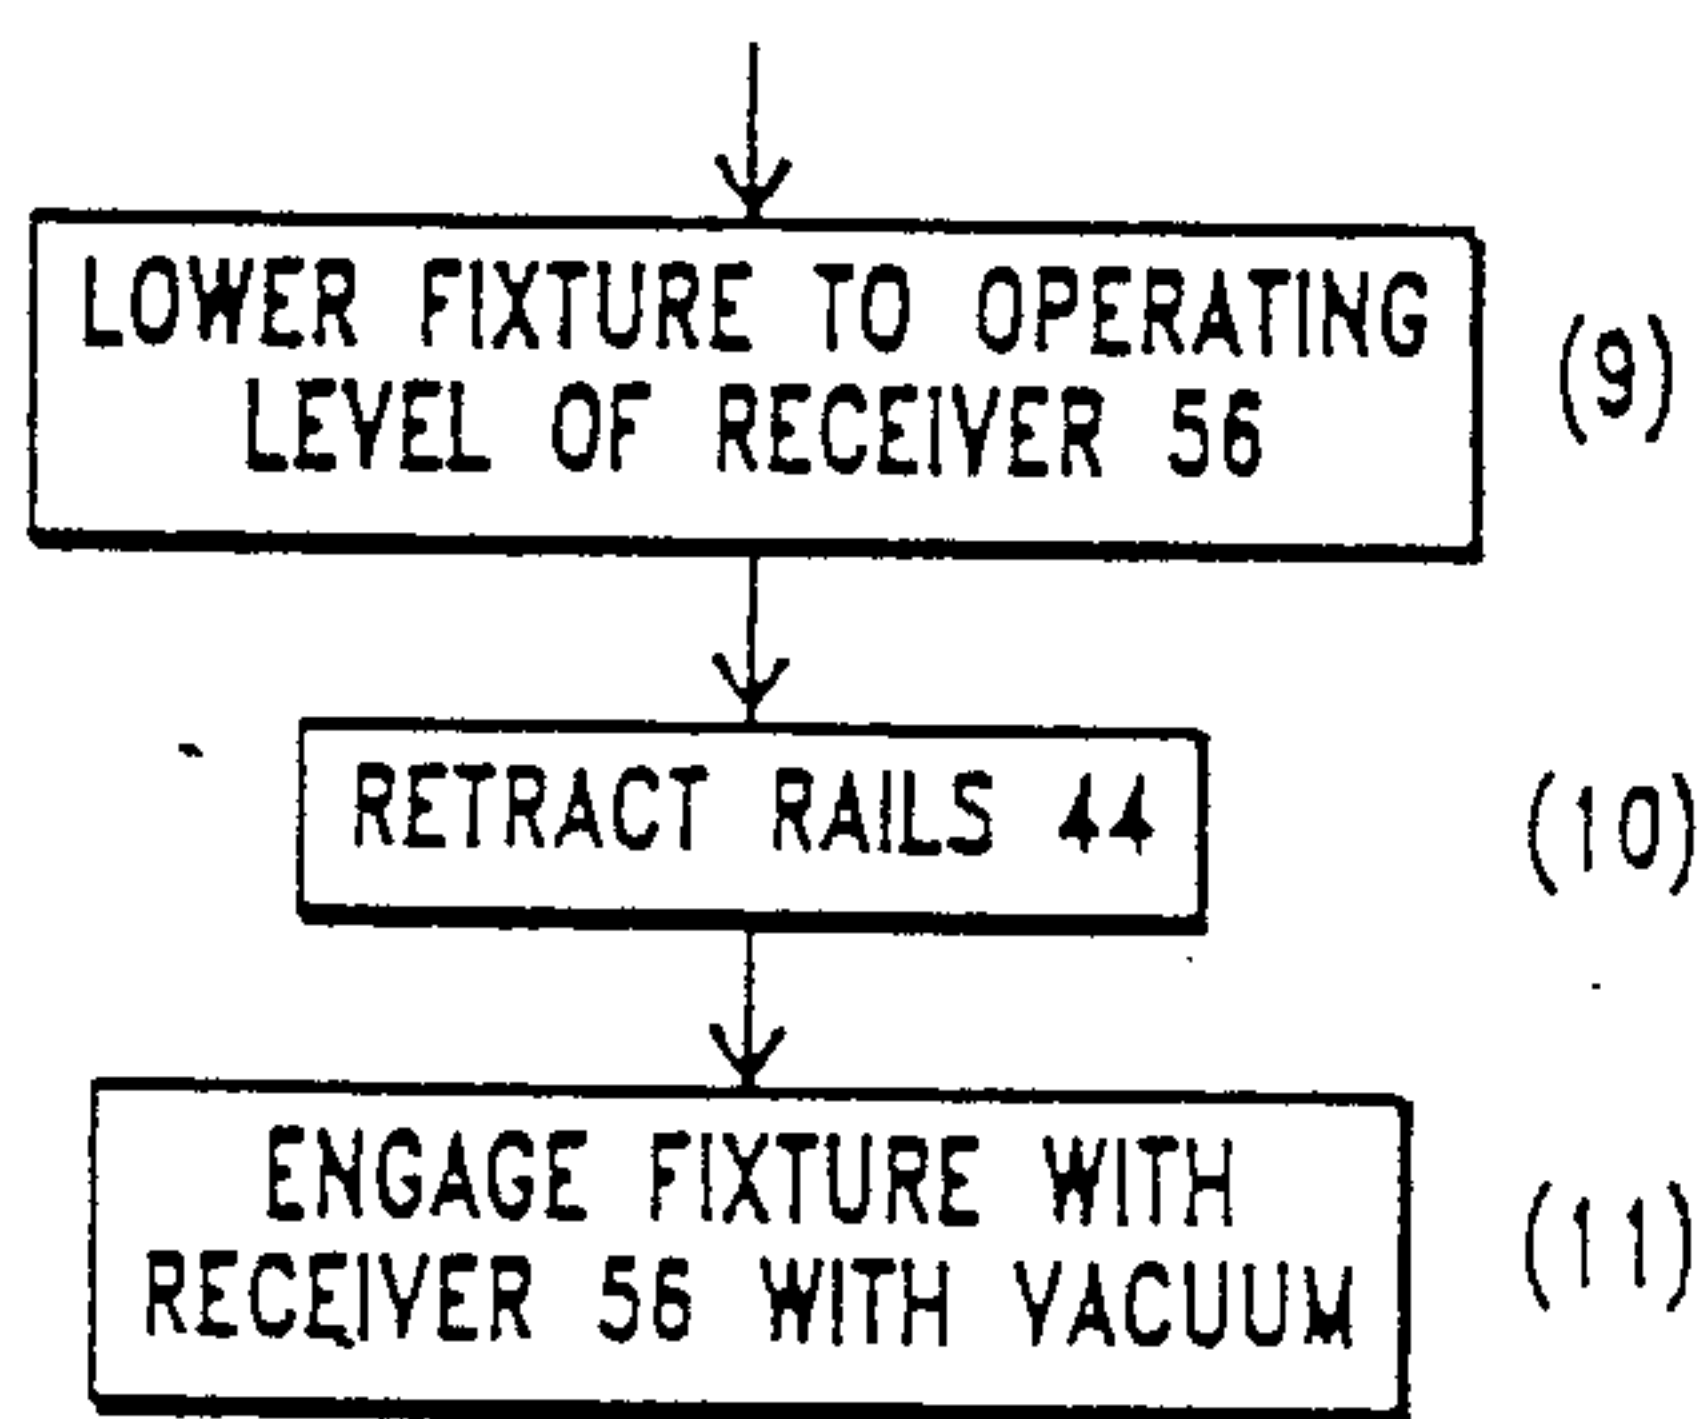 LOWER FIXTURE TO OPERATING
LEVEL OF RECEIVER 56
(9)
RETRACT RAILS 44
(10)
ENGAGE FIXTURE WITH
RECEIVER 56 WITH VACUUM
(11)